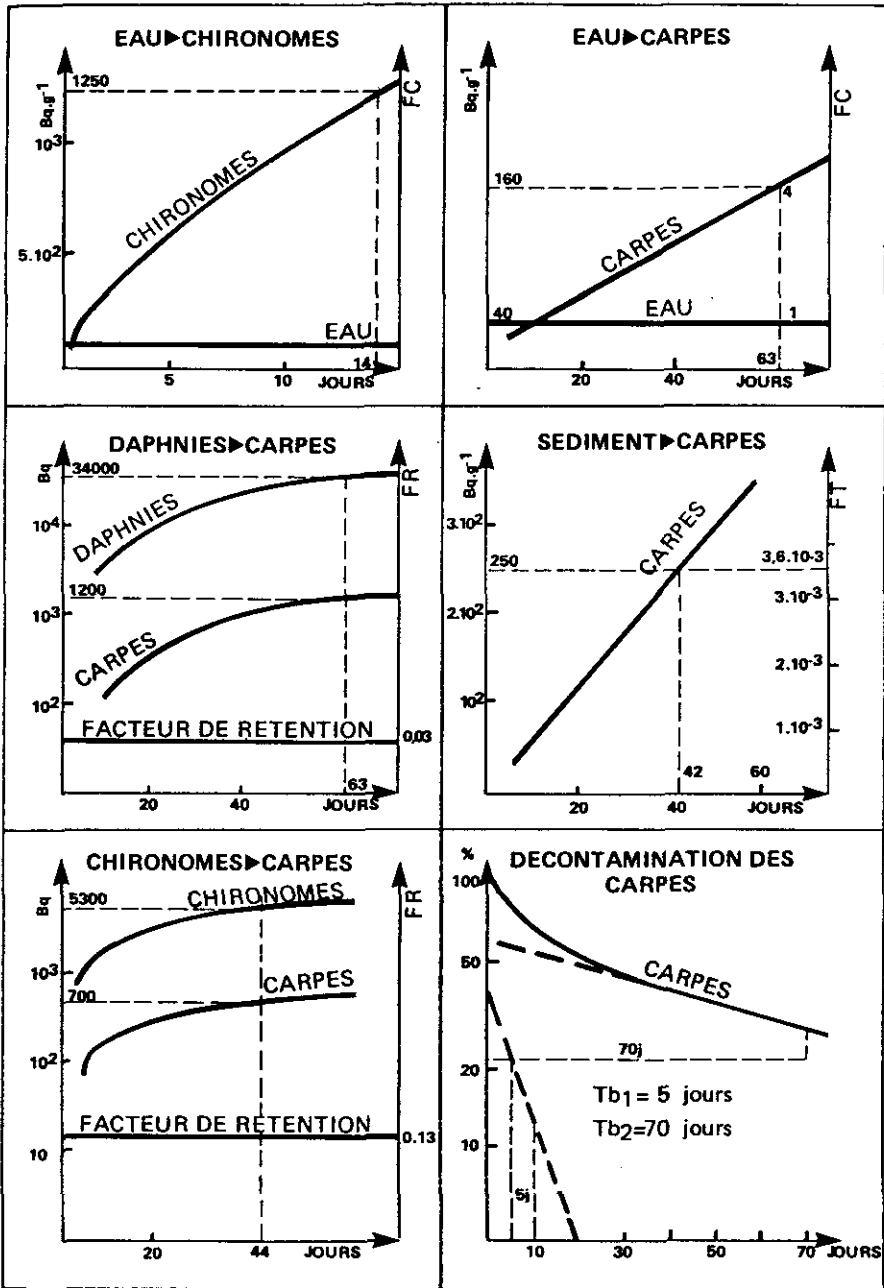 EAU▶CHIRONOMES
Bq.g-1
FC
1250
10³
5.10²
CHIRONOMES
EAU
14
5
10
JOURS
EAU▶CARPES
Bq.g-1
FC
160
4
CARPES
40
EAU
1
63
20
40
JOURS
DAPHNIES▶CARPES
Bq
FR
34000
10⁴
DAPHNIES
1200
10³
CARPES
10²
FACTEUR DE RETENTION
0,03
63
20
40
JOURS
SEDIMENT▶CARPES
Bq.g-1
FT
3.10²
CARPES
250
3,6.10-3
2.10²
3.10-3
2.10-3
10²
1.10-3
42
60
20
40
JOURS
CHIRONOMES▶CARPES
Bq
FR
5300
CHIRONOMES
10³
700
CARPES
10²
FACTEUR DE RETENTION
0.13
10
20
44
JOURS
%
DECONTAMINATION DES
CARPES
100
50
CARPES
70j
20
Tb1 = 5 jours
Tb2=70 jours
10
5j
10
30
50
70
JOURS